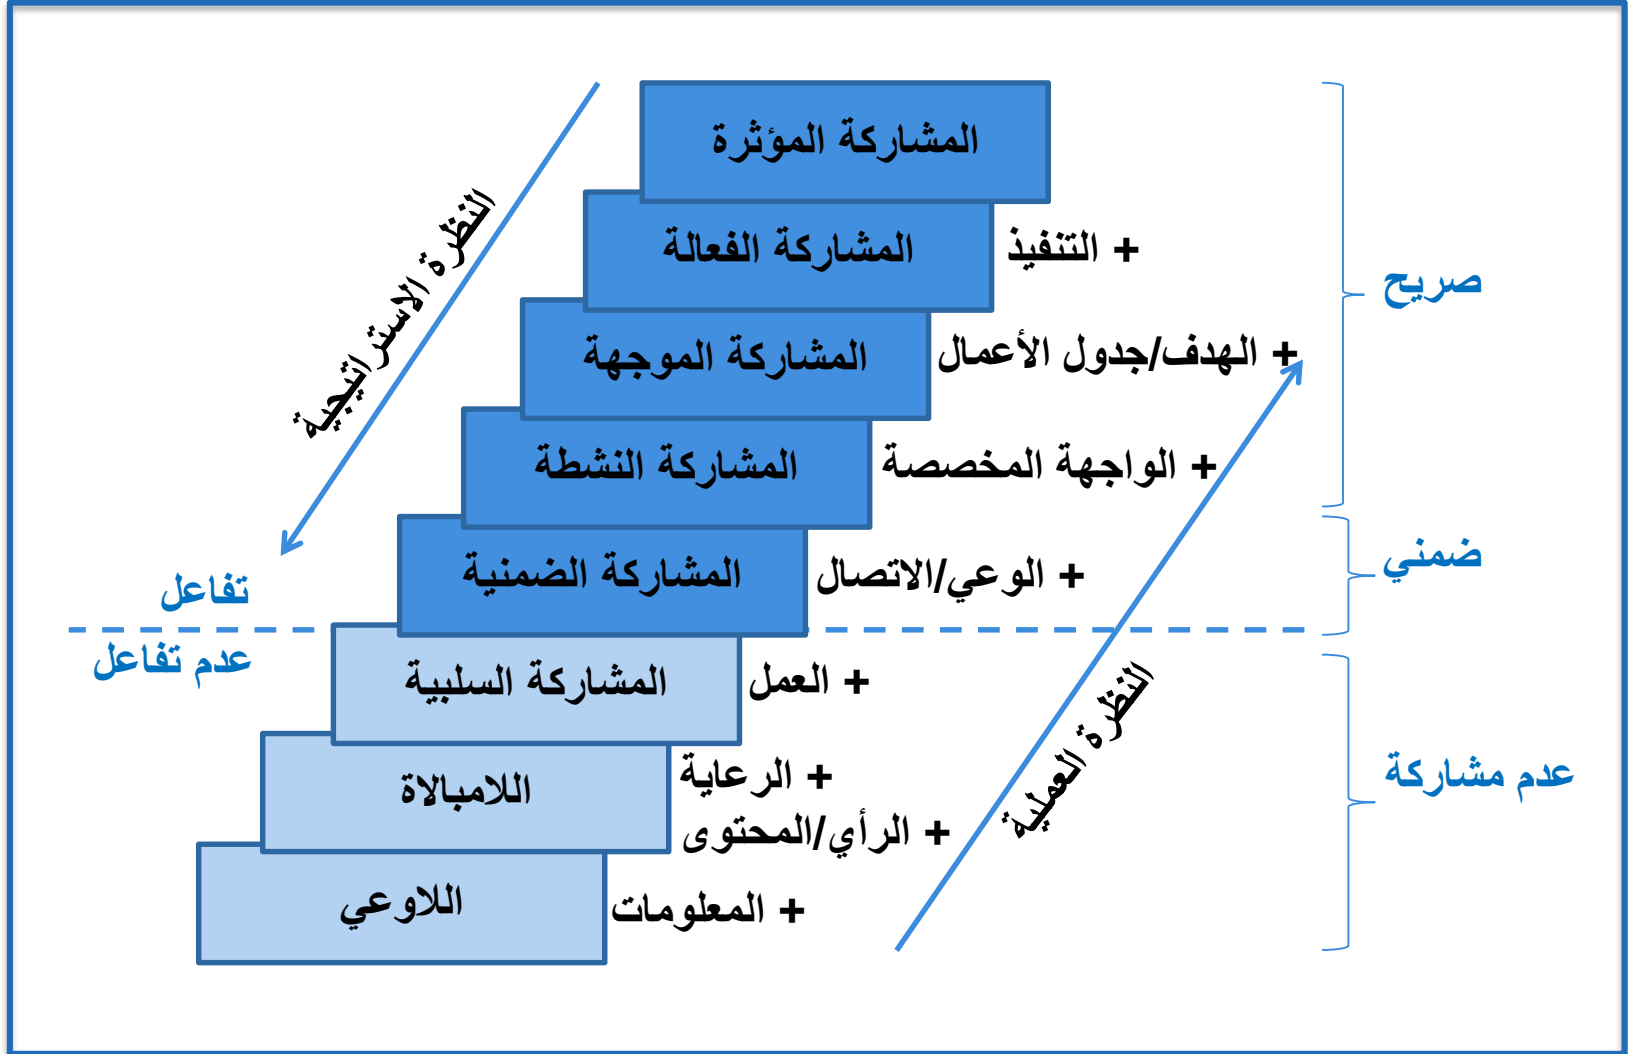 المشاركة المؤثرة
المشاركة الفعالة
+ التنفيذ
المشاركة الموجهة
+ الهدف/جدول الأعمال
المشاركة النشطة
+ الواجهة المخصصة
المشاركة الضمنية
+ الوعي/الاتصال
المشاركة السلبية
+ العمل
اللامبالاة
+ الرعاية
+ الرأي/المحتوى
اللاوعي
+ المعلومات
صريح
ضمني
عدم مشاركة
النظرة الاستراتيجية
النظرة العملية
تفاعل
عدم تفاعل